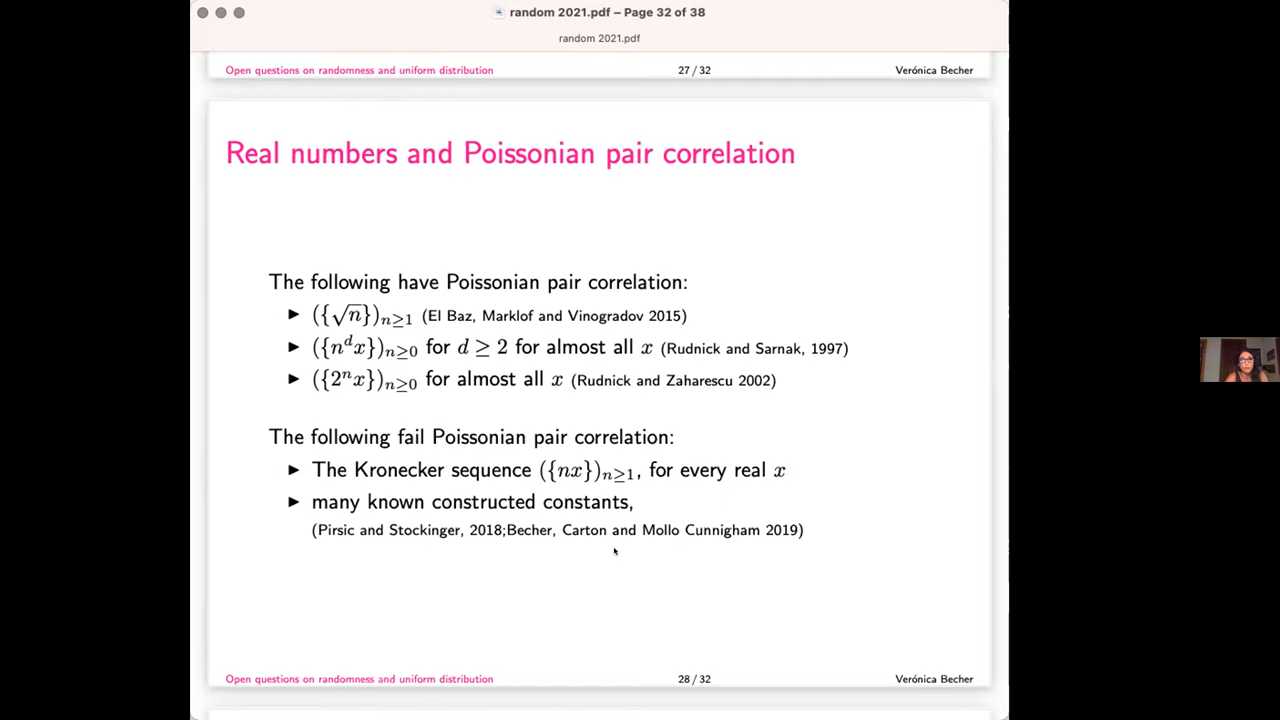 random 2021.pdf – Page 32 of 38
random 2021.pdf
Open questions on randomness and uniform distribution 27 / 32 Verónica Becher
Real numbers and Poissonian pair correlation
The following have Poissonian pair correlation:
▶ ({√n})ₙ≥₁ (El Baz, Marklof and Vinogradov 2015)
▶ ({nᵈx})ₙ≥₀ for d ≥ 2 for almost all x (Rudnick and Sarnak, 1997)
▶ ({2ⁿx})ₙ≥₀ for almost all x (Rudnick and Zaharescu 2002)
The following fail Poissonian pair correlation:
▶ The Kronecker sequence ({nx})ₙ≥₁, for every real x
▶ many known constructed constants,
(Pirsic and Stockinger, 2018;Becher, Carton and Mollo Cunnigham 2019)
Open questions on randomness and uniform distribution 28 / 32 Verónica Becher